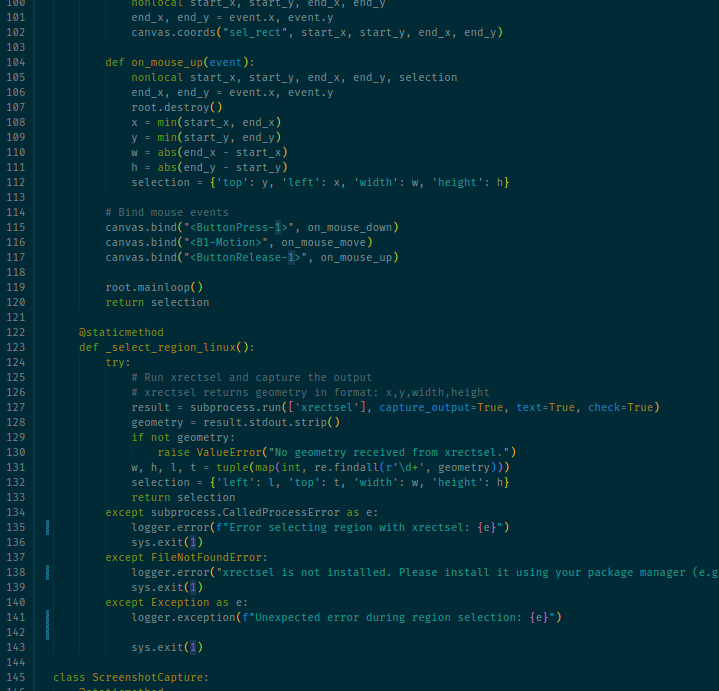 100 nonlocal start_x, start_y, end_x, end_y
101 end_x, end_y = event.x, event.y
102 canvas.coords("sel_rect", start_x, start_y, end_x, end_y)
103
104 def on_mouse_up(event):
105 nonlocal start_x, start_y, end_x, end_y, selection
106 end_x, end_y = event.x, event.y
107 root.destroy()
108 x = min(start_x, end_x)
109 y = min(start_y, end_y)
110 w = abs(end_x - start_x)
111 h = abs(end_y - start_y)
112 selection = {'top': y, 'left': x, 'width': w, 'height': h}
113
114 # Bind mouse events
115 canvas.bind("<ButtonPress-1>", on_mouse_down)
116 canvas.bind("<B1-Motion>", on_mouse_move)
117 canvas.bind("<ButtonRelease-1>", on_mouse_up)
118
119 root.mainloop()
120 return selection
121
122 @staticmethod
123 def _select_region_linux():
124 try:
125 # Run xrectsel and capture the output
126 # xrectsel returns geometry in format: x,y,width,height
127 result = subprocess.run(['xrectsel'], capture_output=True, text=True, check=True)
128 geometry = result.stdout.strip()
129 if not geometry:
130 raise ValueError("No geometry received from xrectsel.")
131 w, h, l, t = tuple(map(int, re.findall(r'\d+', geometry)))
132 selection = {'left': l, 'top': t, 'width': w, 'height': h}
133 return selection
134 except subprocess.CalledProcessError as e:
135 logger.error(f"Error selecting region with xrectsel: {e}")
136 sys.exit(1)
137 except FileNotFoundError:
138 logger.error("xrectsel is not installed. Please install it using your package manager (e.g
139 sys.exit(1)
140 except Exception as e:
141 logger.exception(f"Unexpected error during region selection: {e}")
142
143 sys.exit(1)
144
145 class ScreenshotCapture:
146 @staticmethod